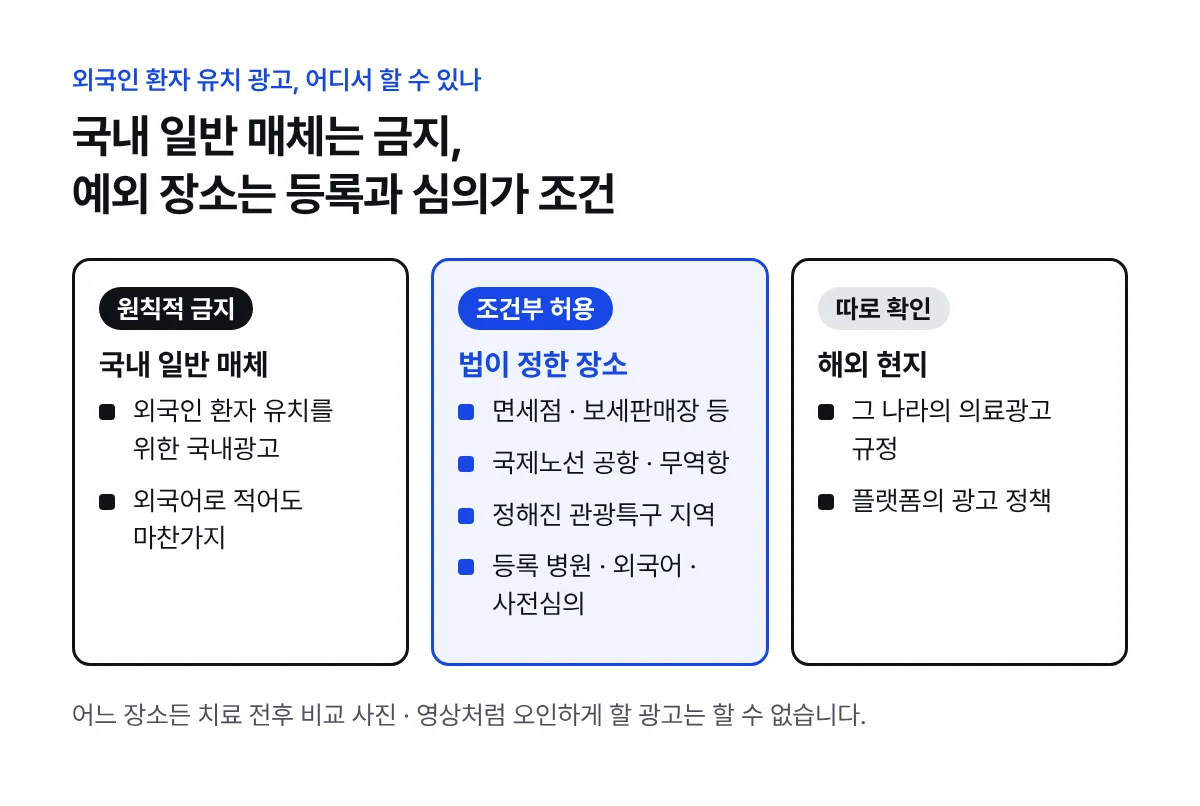 외국인 환자 유치 광고, 어디서 할 수 있나
국내 일반 매체는 금지,
예외 장소는 등록과 심의가 조건
원칙적 금지
국내 일반 매체
외국인 환자 유치를
위한 국내광고
외국어로 적어도
마찬가지
조건부 허용
법이 정한 장소
면세점 · 보세판매장 등
국제노선 공항 · 무역항
정해진 관광특구 지역
등록 병원 · 외국어 ·
사전심의
따로 확인
해외 현지
그 나라의 의료광고
규정
플랫폼의 광고 정책
어느 장소든 치료 전후 비교 사진 · 영상처럼 오인하게 할 광고는 할 수 없습니다.